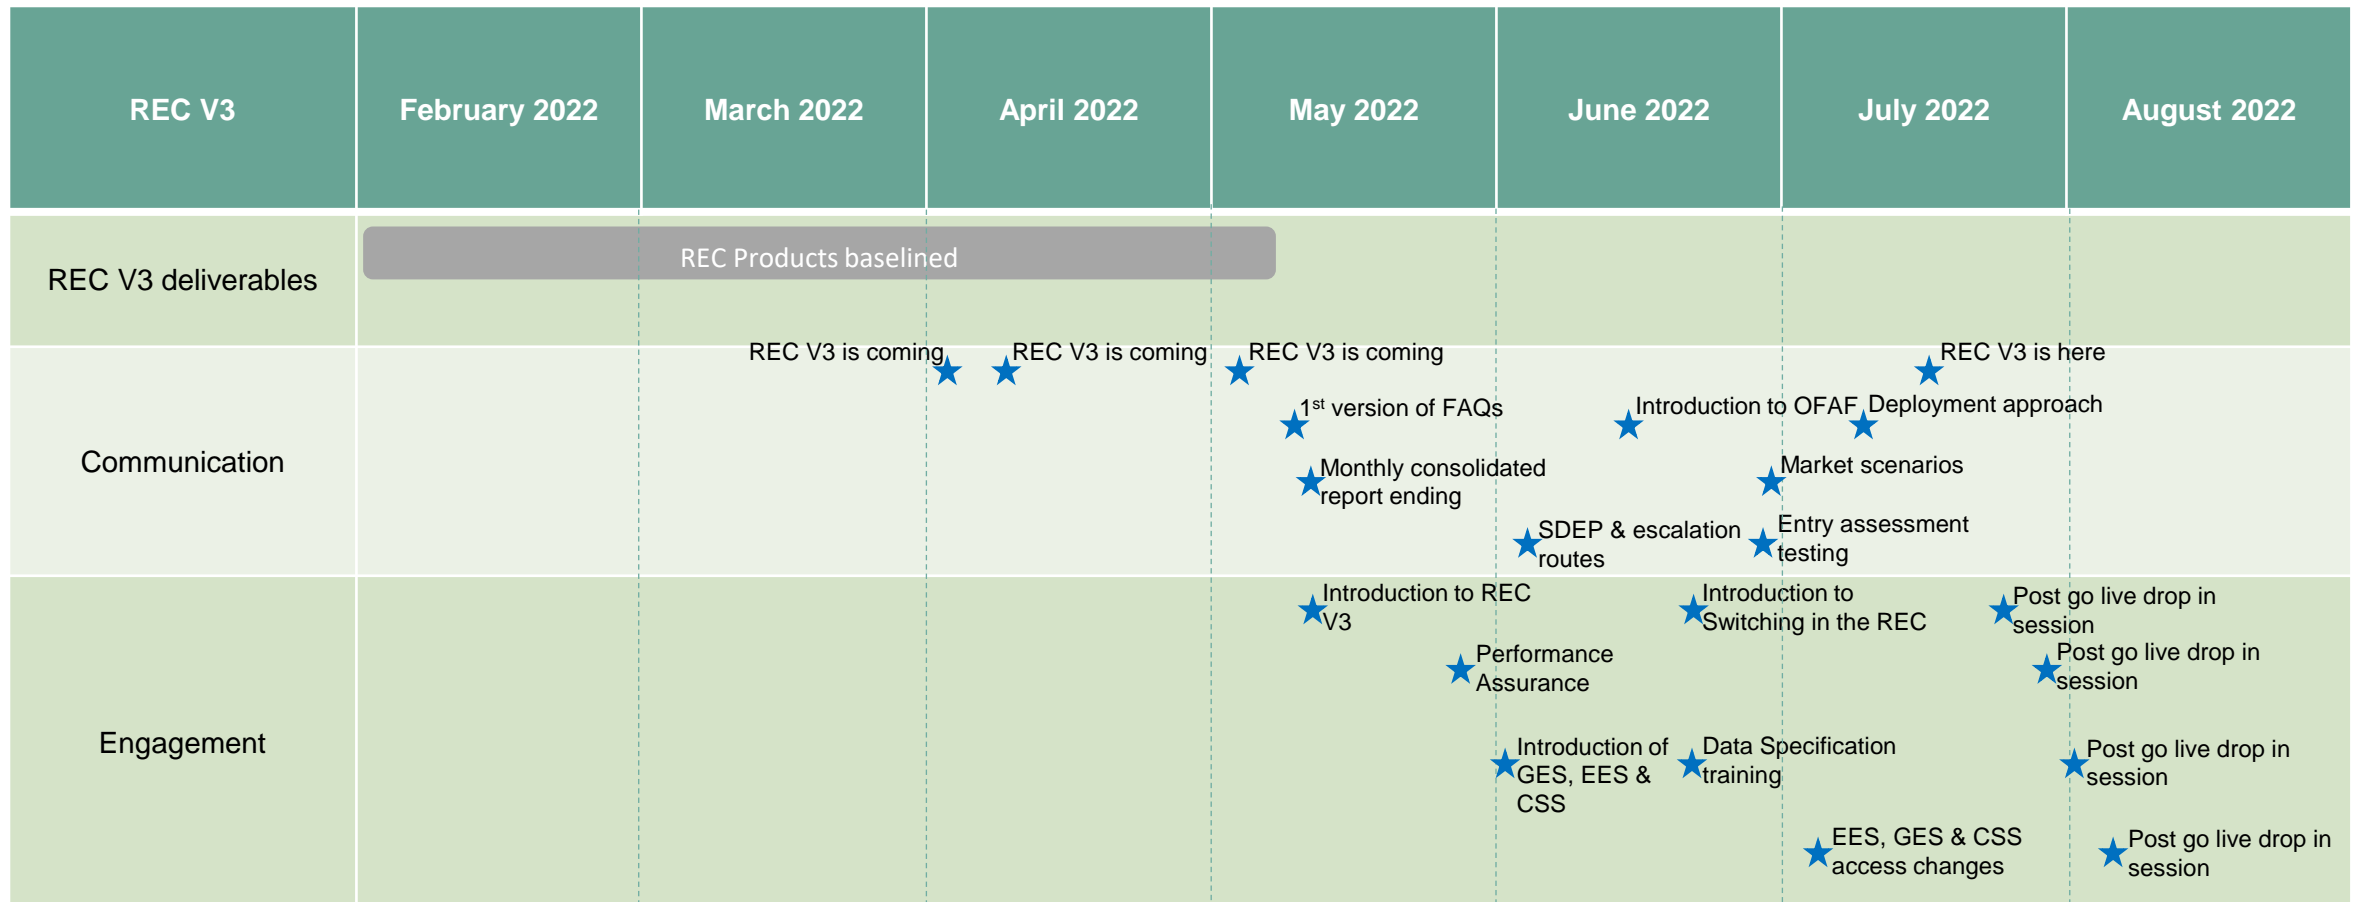 REC V3
February 2022
March 2022
April 2022
May 2022
June 2022
July 2022
August 2022
REC V3 deliverables
REC Products baselined
Communication
REC V3 is coming
REC V3 is coming
REC V3 is coming
REC V3 is here
1st version of FAQs
Introduction to OFAF
Deployment approach
Monthly consolidated
report ending
Market scenarios
SDEP & escalation
routes
Entry assessment
testing
Engagement
Introduction to REC
V3
Introduction to
Switching in the REC
Post go live drop in
session
Performance
Assurance
Post go live drop in
session
Introduction of
GES, EES &
CSS
Data Specification
training
Post go live drop in
session
EES, GES & CSS
access changes
Post go live drop in
session